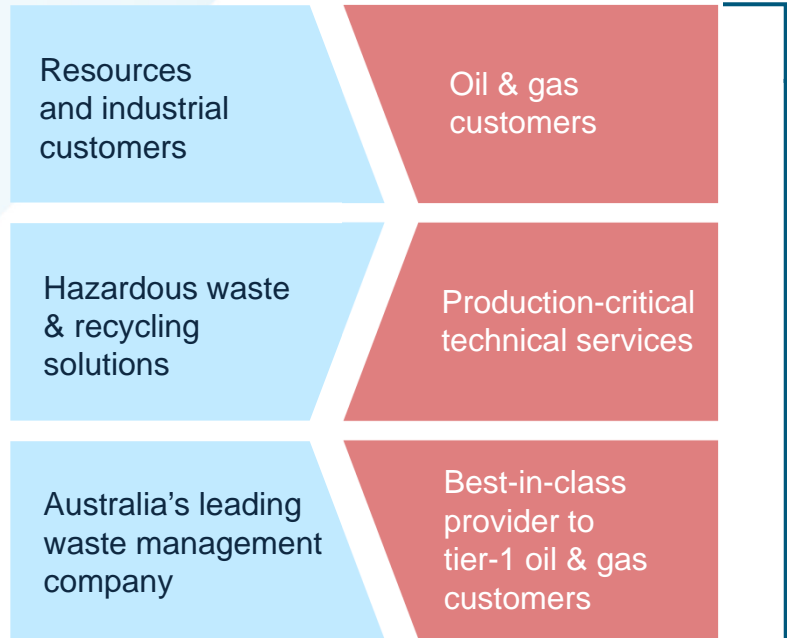 Resources
and industrial
customers
Oil & gas
customers
Hazardous waste
& recycling
solutions
Production-critical
technical services
Australia’s leading
waste management
company
Best-in-class
provider to
tier-1 oil & gas
customers